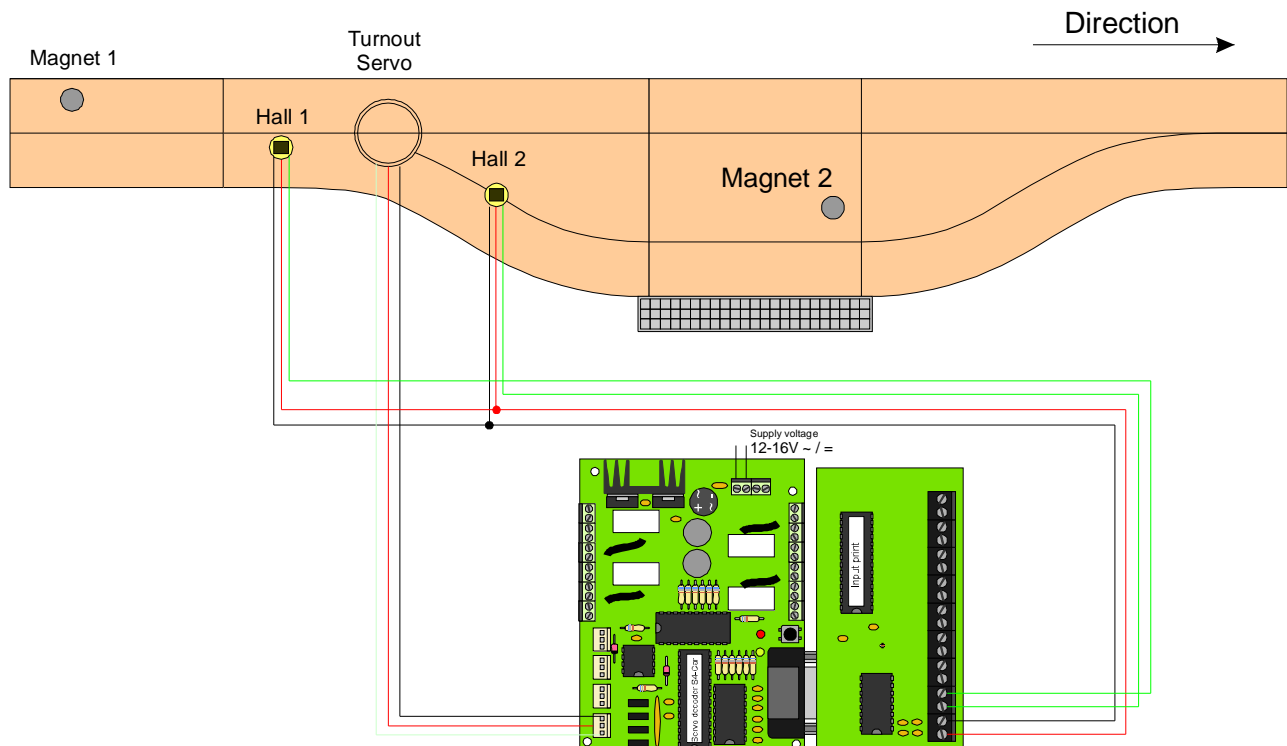 Direction
Turnout
Servo
Magnet 1
Hall 1
Hall 2
Magnet 2
Supply voltage
12-16V ~ / =
~
- +
~
Input print
Servo decoder S4-Car